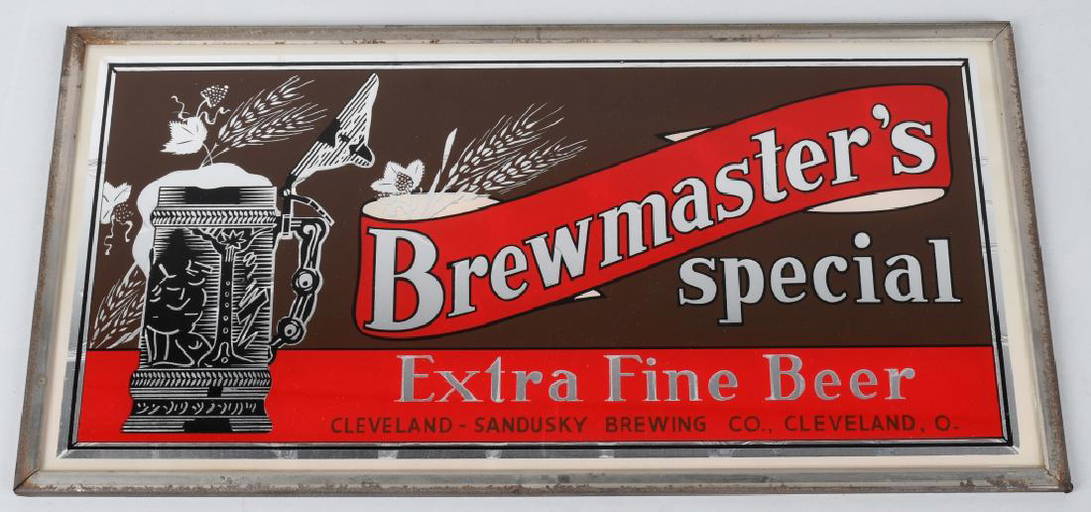 Brewmaster's
special
Extra Fine Beer
CLEVELAND - SANDUSKY BREWING CO., CLEVELAND, O.